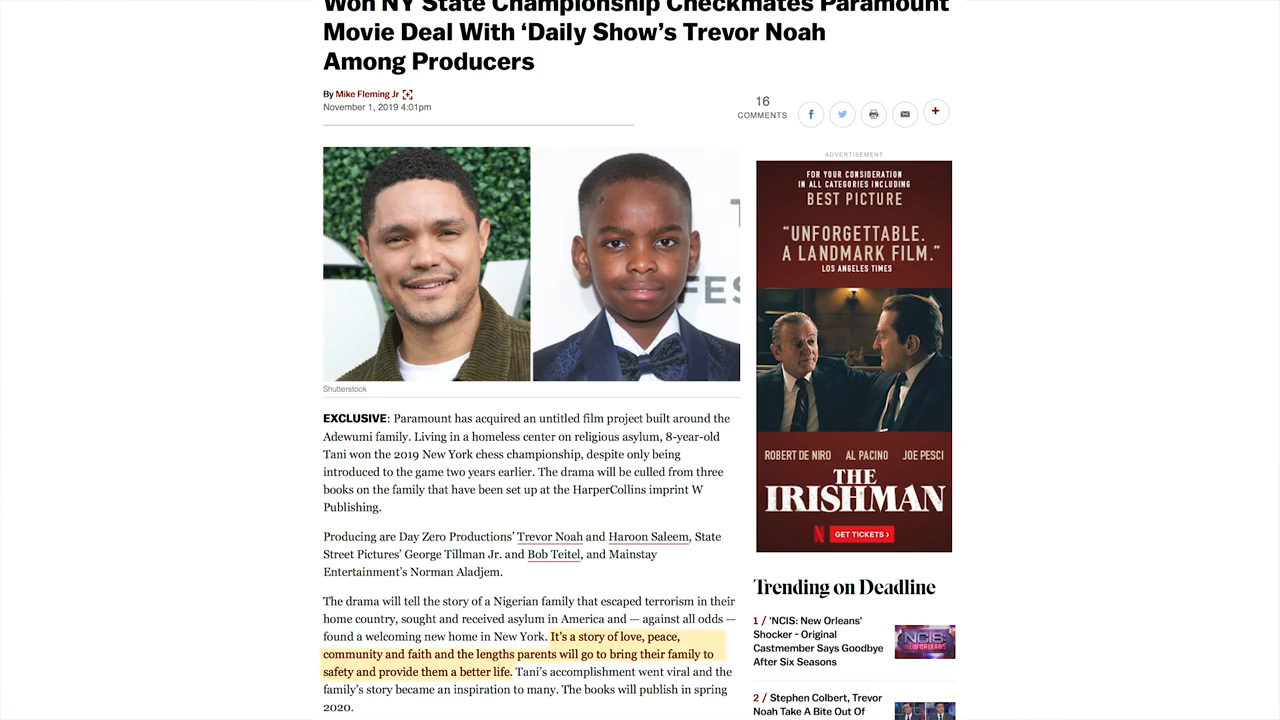 Won NY State Championship Checkmates Paramount
Movie Deal With ‘Daily Show’s Trevor Noah
Among Producers
By Mike Fleming Jr
November 1, 2019 4:01pm
16
COMMENTS
ADVERTISEMENT
FOR YOUR CONSIDERATION
IN ALL CATEGORIES INCLUDING
BEST PICTURE
“UNFORGETTABLE.
A LANDMARK FILM.”
LOS ANGELES TIMES
FES
Shutterstock
ROBERT DE NIRO AL PACINO JOE PESCI
THE
IRISHMAN
N GET TICKETS ›
EXCLUSIVE: Paramount has acquired an untitled film project built around the
Adewumi family. Living in a homeless center on religious asylum, 8-year-old
Tani won the 2019 New York chess championship, despite only being
introduced to the game two years earlier. The drama will be culled from three
books on the family that have been set up at the HarperCollins imprint W
Publishing.
Producing are Day Zero Productions’ Trevor Noah and Haroon Saleem, State
Street Pictures’ George Tillman Jr. and Bob Teitel, and Mainstay
Entertainment’s Norman Aladjem.
The drama will tell the story of a Nigerian family that escaped terrorism in their
home country, sought and received asylum in America and — against all odds —
found a welcoming new home in New York. It’s a story of love, peace,
community and faith and the lengths parents will go to bring their family to
safety and provide them a better life. Tani’s accomplishment went viral and the
family’s story became an inspiration to many. The books will publish in spring
2020.
Trending on Deadline
1 / 'NCIS: New Orleans'
Shocker - Original
Castmember Says Goodbye
After Six Seasons
NCIS
NEW ORLEANS
2 / Stephen Colbert, Trevor
Noah Take A Bite Out Of